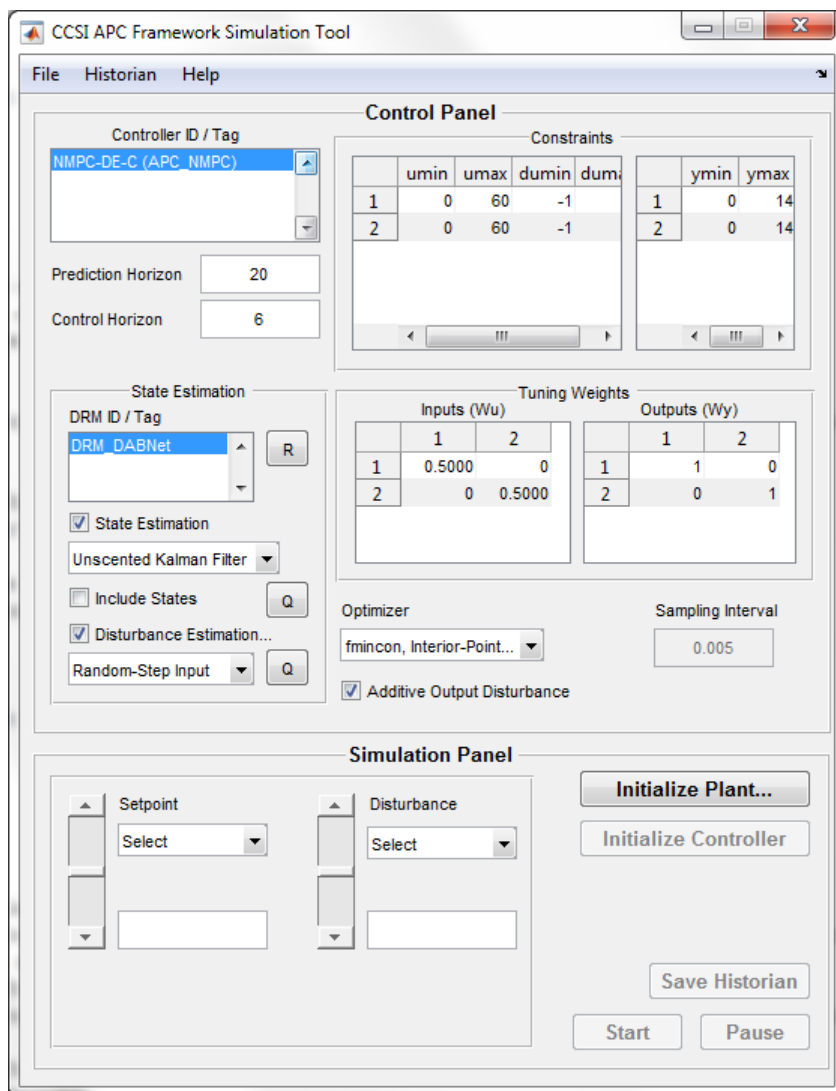 CCSI APC Framework Simulation Tool
File Historian Help
Control Panel
Controller ID / Tag
NMPC-DE-C (APC_NMPC)
Prediction Horizon 20
Control Horizon 6
Constraints
umin umax dumin duma
1 0 60 -1
2 0 60 -1
ymin ymax
1 0 14
2 0 14
State Estimation
DRM ID / Tag
DRM_DABNet
R
State Estimation
Unscented Kalman Filter
Include States
Q
Disturbance Estimation...
Random-Step Input
Q
Tuning Weights
Inputs (Wu)
1 2
1 0.5000 0
2 0 0.5000
Outputs (Wy)
1 2
1 1 0
2 0 1
Optimizer
fmincon, Interior-Point...
Sampling Interval
0.005
Additive Output Disturbance
Simulation Panel
Setpoint
Select
Disturbance
Select
Initialize Plant...
Initialize Controller
Save Historian
Start
Pause